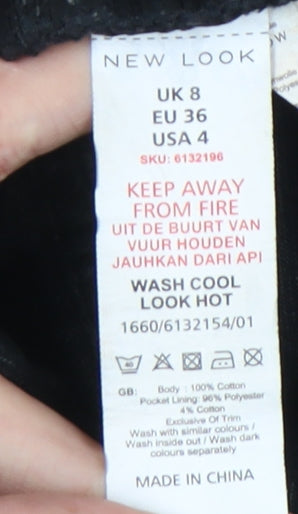 NEW LOOK
UK 8
EU 36
USA 4
SKU: 6132196
KEEP AWAY
FROM FIRE
UIT DE BUURT VAN
VUUR HOUDEN
JAUHKAN DARI API
WASH COOL
LOOK HOT
1660/6132154/01
40
GB: Body : 100% Cotton
Pocket Lining: 96% Polyester
4% Cotton
Exclusive Of Trim
Wash with similar colours /
Wash inside out / Wash dark
colours separately
MADE IN CHINA